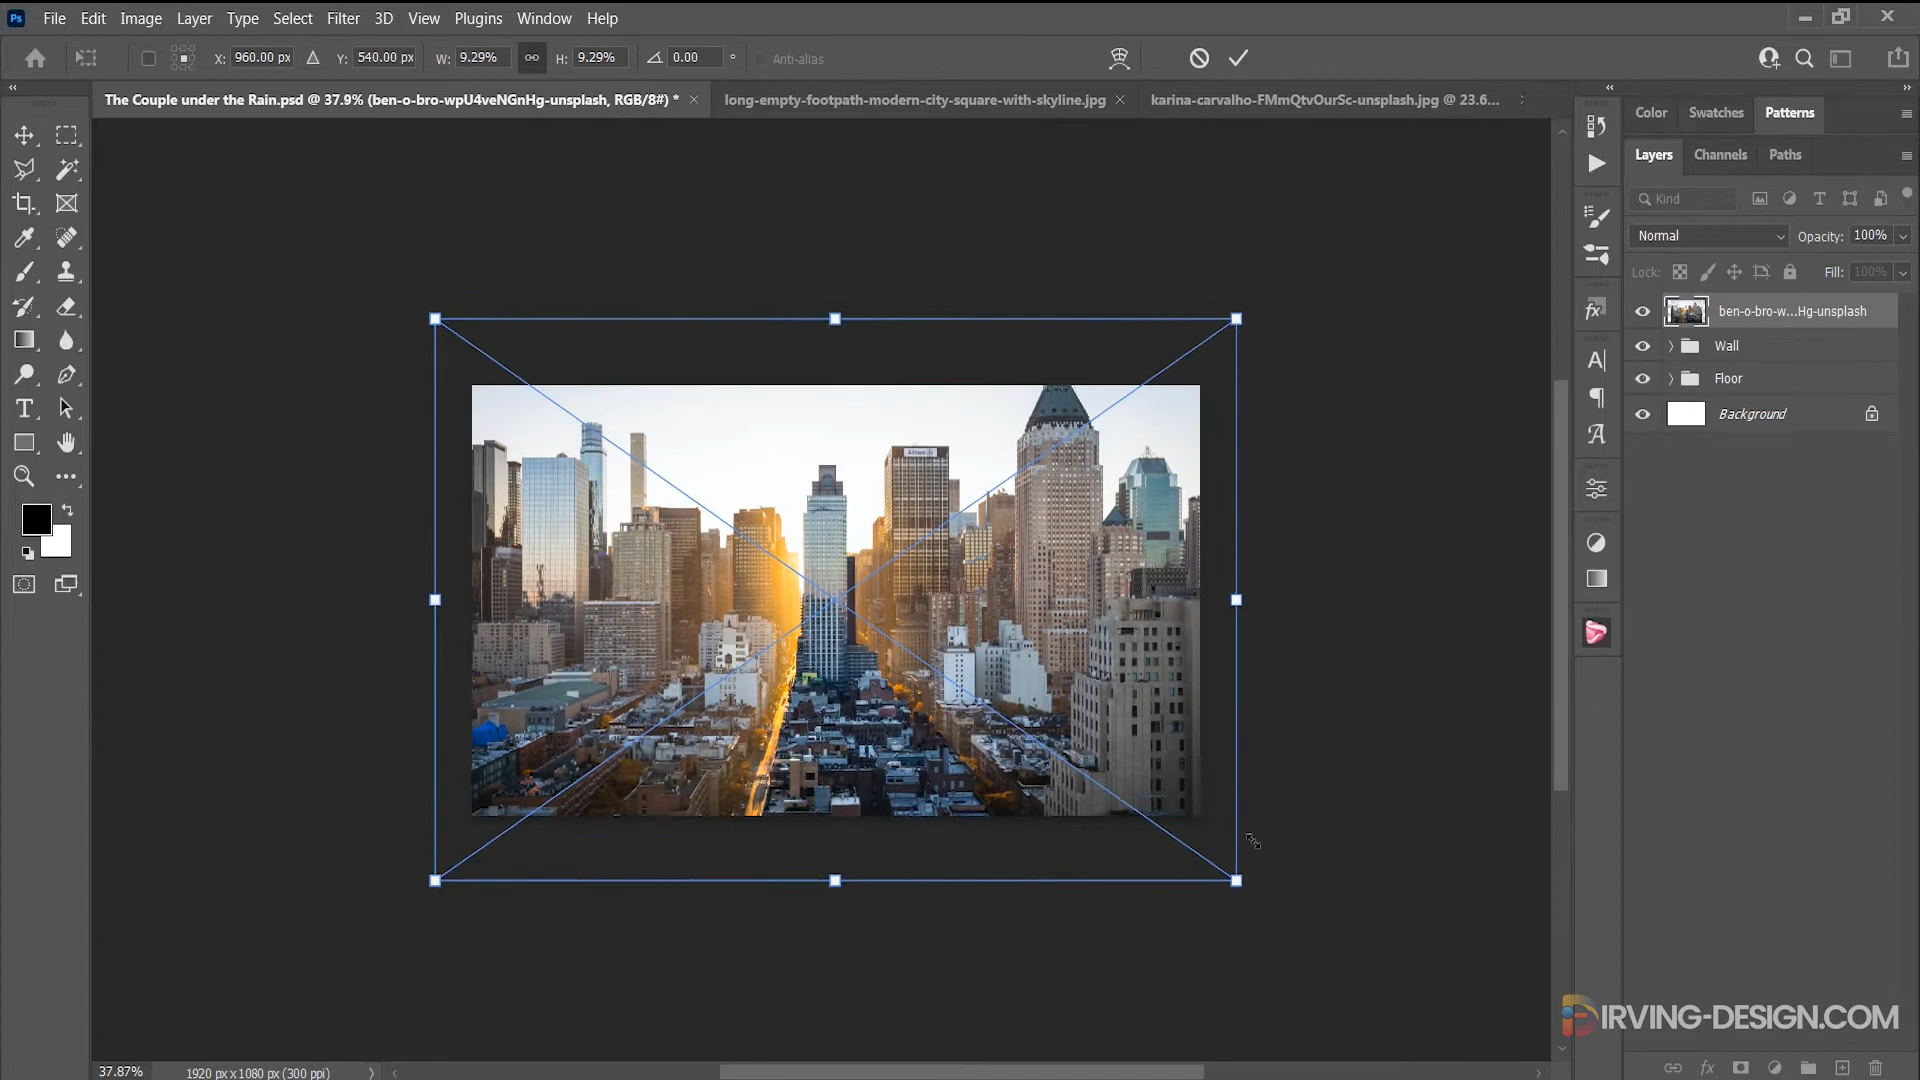 Ps File Edit Image Layer Type Select Filter 3D View Plugins Window Help
X: 960.00 px Y: 540.00 px W: 9.29% H: 9.29% 0.00 ° Anti-alias
The Couple under the Rain.psd @ 37.9% (ben-o-bro-wpU4veNGnHg-unsplash, RGB/8#) * long-empty-footpath-modern-city-square-with-skyline.jpg karina-carvalho-FMmQtvOurSc-unsplash.jpg @ 23.6...
Color Swatches Patterns
Layers Channels Paths
Kind
Normal Opacity: 100%
Lock: Fill: 100%
ben-o-bro-w...Hg-unsplash
Wall
Floor
Background
Allianz
IRVING-DESIGN.COM
37.87% 1920 px x 1080 px (300 ppi)